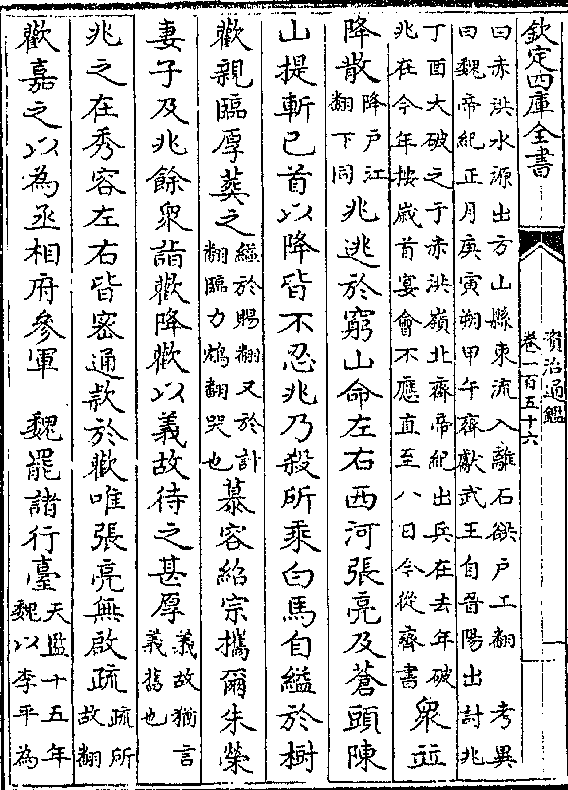 欽定四庫全書
資治通鑑
卷一百五十六
曰赤洪水源出方山縣東流入離石欲戶工翻 考異
曰魏帝紀正月庚寅朔甲午齊獻武王自晉陽出討兆
丁酉大破之于赤洪嶺北齊帝紀出兵在去年破
兆在今年按嵗首宴會不應直至八日今從齊書 衆並
降散 降戶江
翻下同 兆逃於窮山命左右西河張亮及蒼頭陳
山提斬已首以降皆不忍兆乃殺所乘白馬自縊於樹
歡親臨厚葬之 縊於賜翻又於計
翻臨力鴆翻哭也 慕容紹宗攜爾朱榮
妻子及兆餘衆詣歡降歡以義故待之甚厚 義故猶言
義舊也
兆之在秀容左右皆密通款於歡唯張亮無啟疏 疏所
故翻
歡嘉之以為丞相府參軍 魏罷諸行臺 天監十五年
魏以李平為